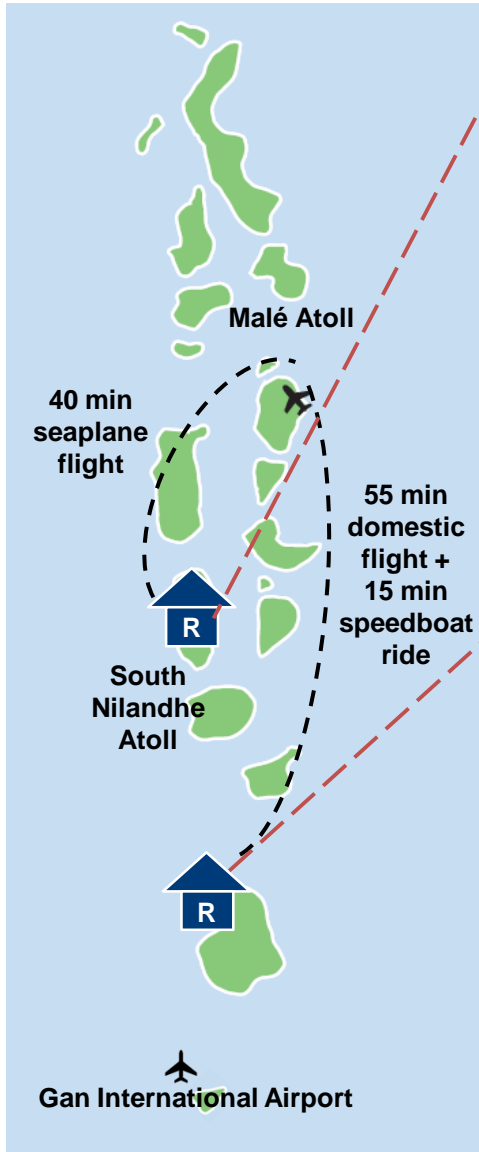 Malé Atoll
40 min
seaplane
flight
55 min
domestic
flight +
15 min
speedboat
ride
R
South
Nilandhe
Atoll
R
Gan International Airport